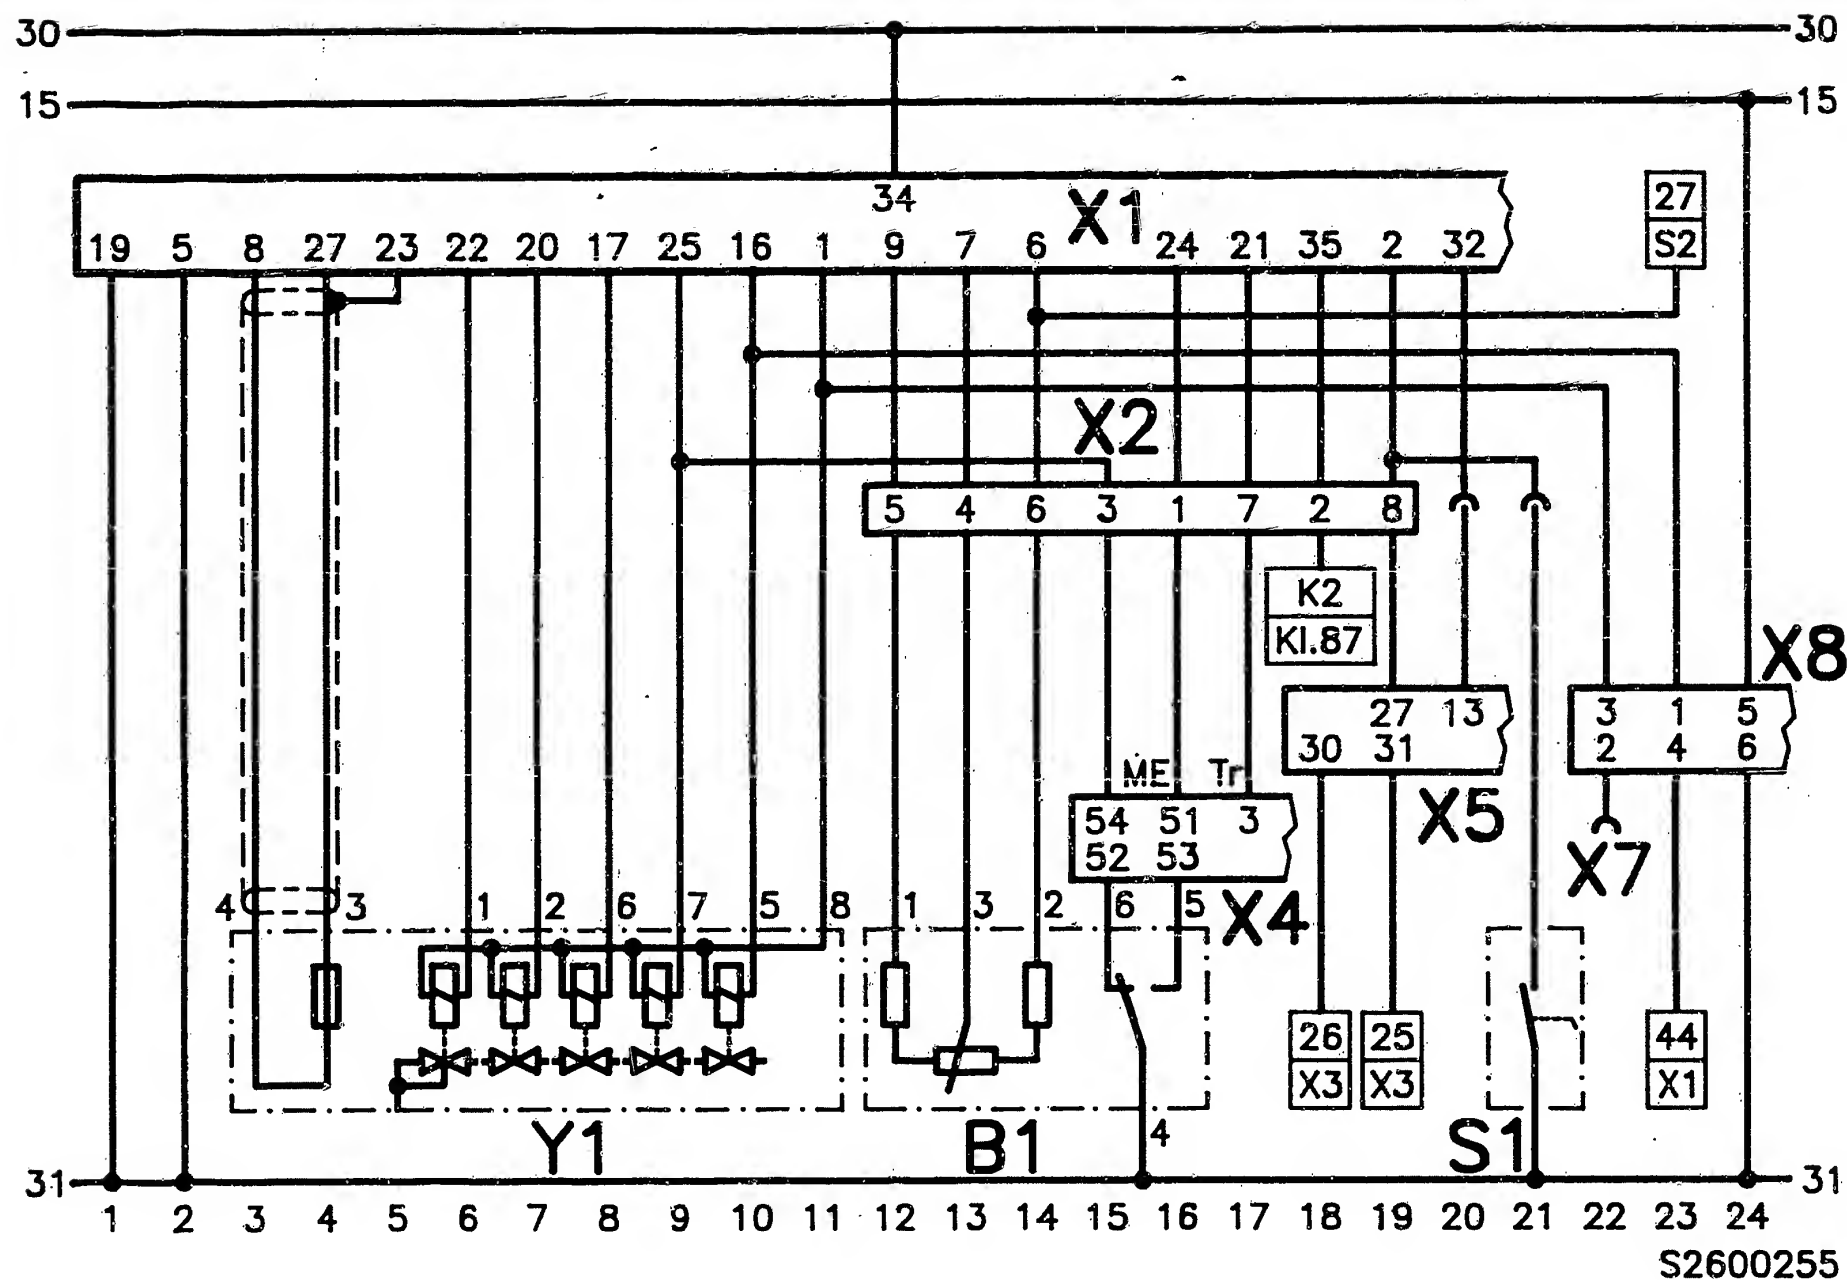 30 30
15 15
34 X1 27
19 5 8 27 23 22 20 17 25 16 1 9 7 6 24 21 35 2 32 S2
X2
5 4 6 3 1 7 2 8
K2
Kl.87
X8
27 13 3 1 5
30 31 2 4 6
ME Tr
54 51 3 X5
52 53 X7
4 3 1 2 6 7 5 8 1 3 2 6 5 X4
26 25 44
X3 X3 X1
Y1 B1 4 S1
31 31
1 2 3 4 5 6 7 8 9 10 11 12 13 14 15 16 17 18 19 20 21 22 23 24
S2600255